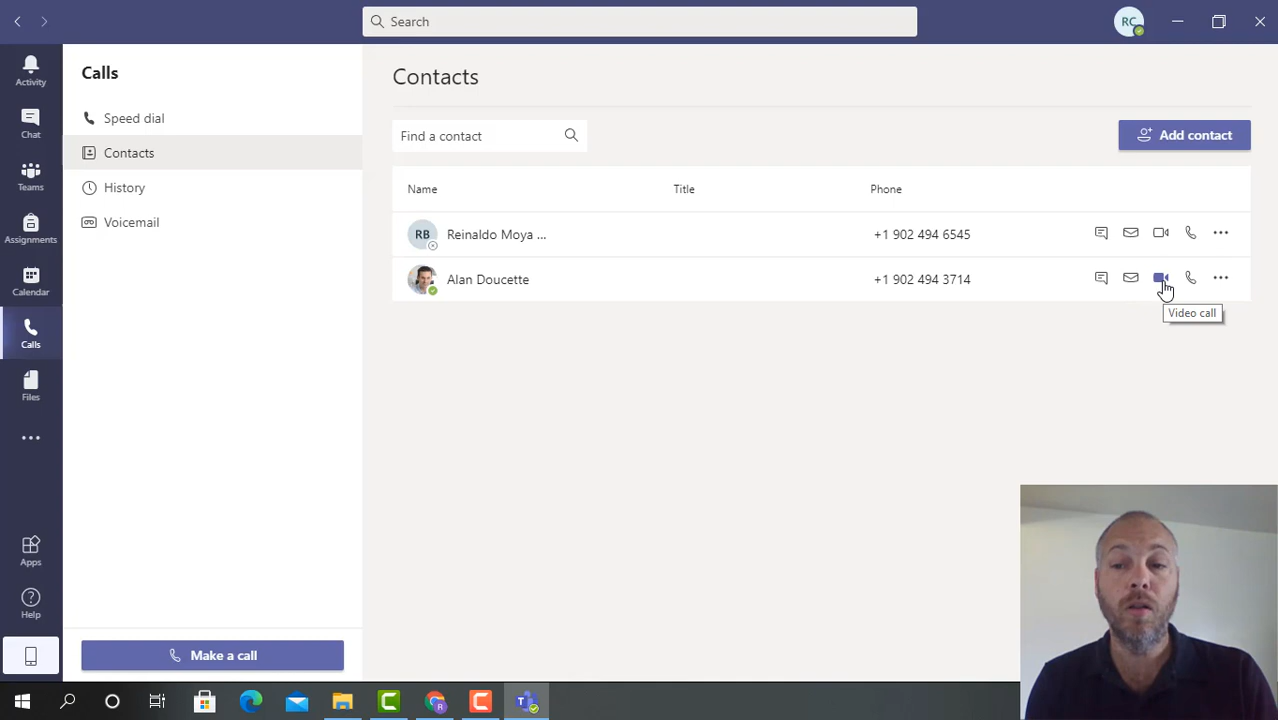 Search
RC
Activity
Chat
Teams
Assignments
Calendar
Calls
Files
Apps
Help
Calls
Speed dial
Contacts
History
Voicemail
Make a call
Contacts
Find a contact
Add contact
Name Title Phone
RB Reinaldo Moya ... +1 902 494 6545
Alan Doucette +1 902 494 3714
Video call